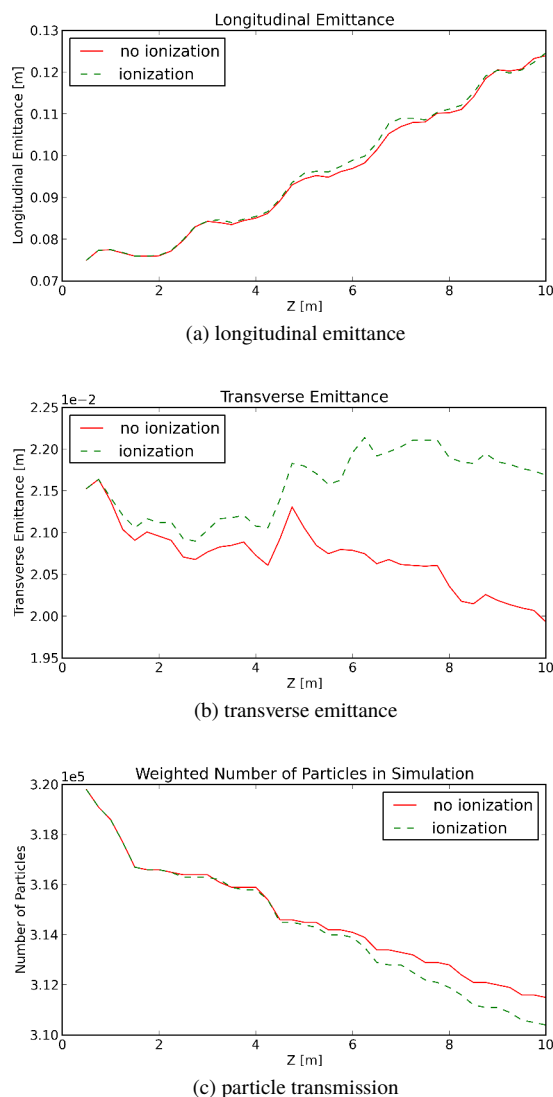 Longitudinal Emittance
0.13
0.12
0.11
0.10
0.09
0.08
0.07
Longitudinal Emittance [m]
no ionization
ionization
0 2 4 6 8 10
Z [m]
(a) longitudinal emittance
1e-2
Transverse Emittance
2.25
2.20
2.15
2.10
2.05
2.00
1.95
Transverse Emittance [m]
no ionization
ionization
0 2 4 6 8 10
Z [m]
(b) transverse emittance
1e5
Weighted Number of Particles in Simulation
3.20
3.18
3.16
3.14
3.12
3.10
Number of Particles
no ionization
ionization
0 2 4 6 8 10
Z [m]
(c) particle transmission